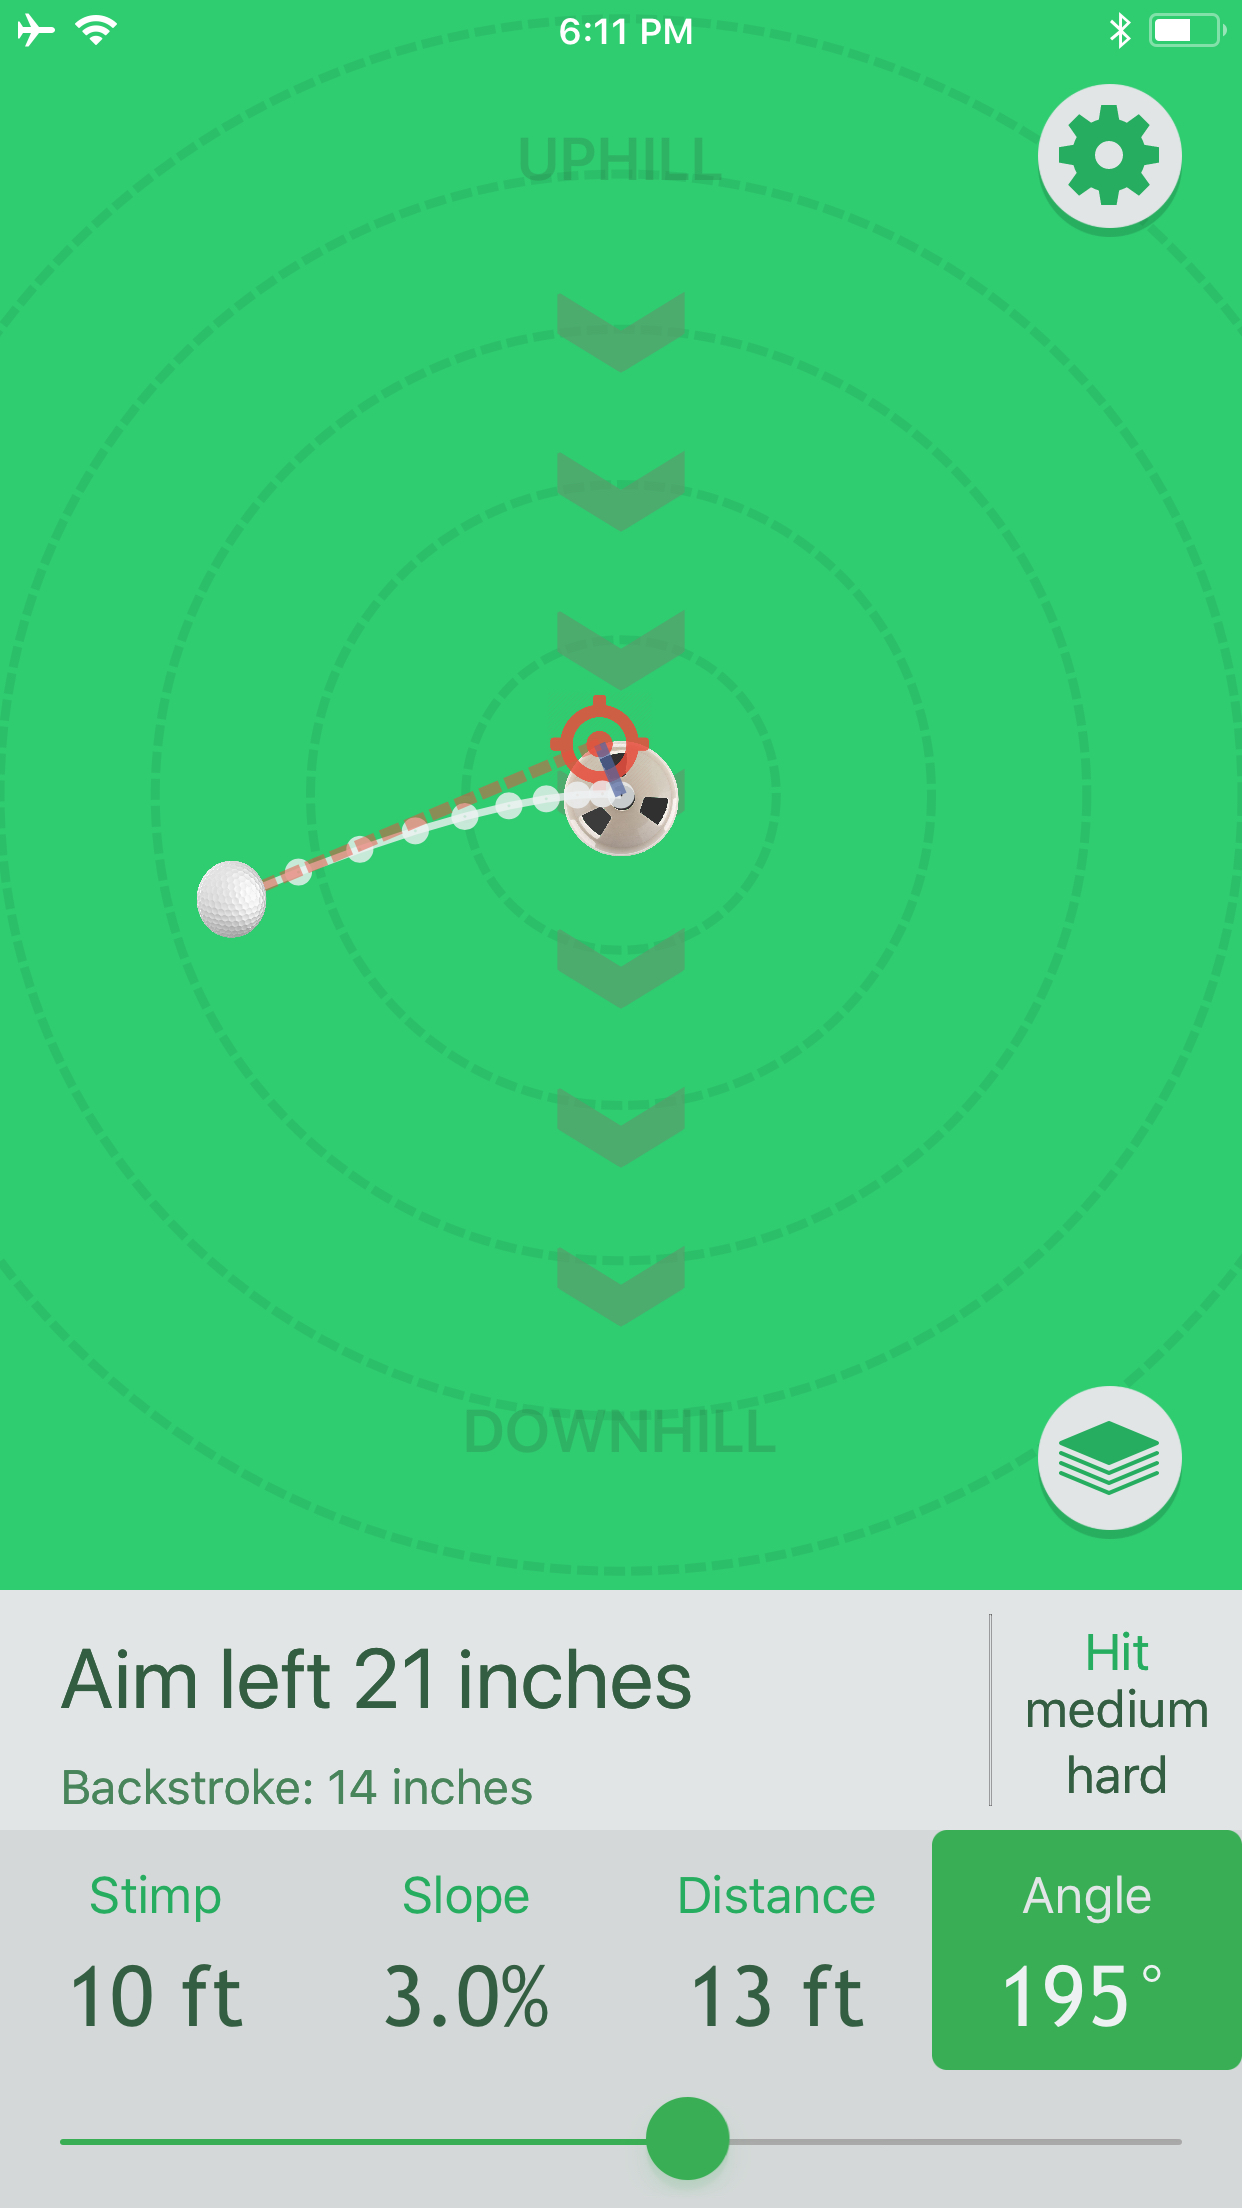 6:11 PM
UPHILL
DOWNHILL
Aim left 21 inches
Backstroke: 14 inches
Hit
medium
hard
Stimp
10 ft
Slope
3.0%
Distance
13 ft
Angle
195°